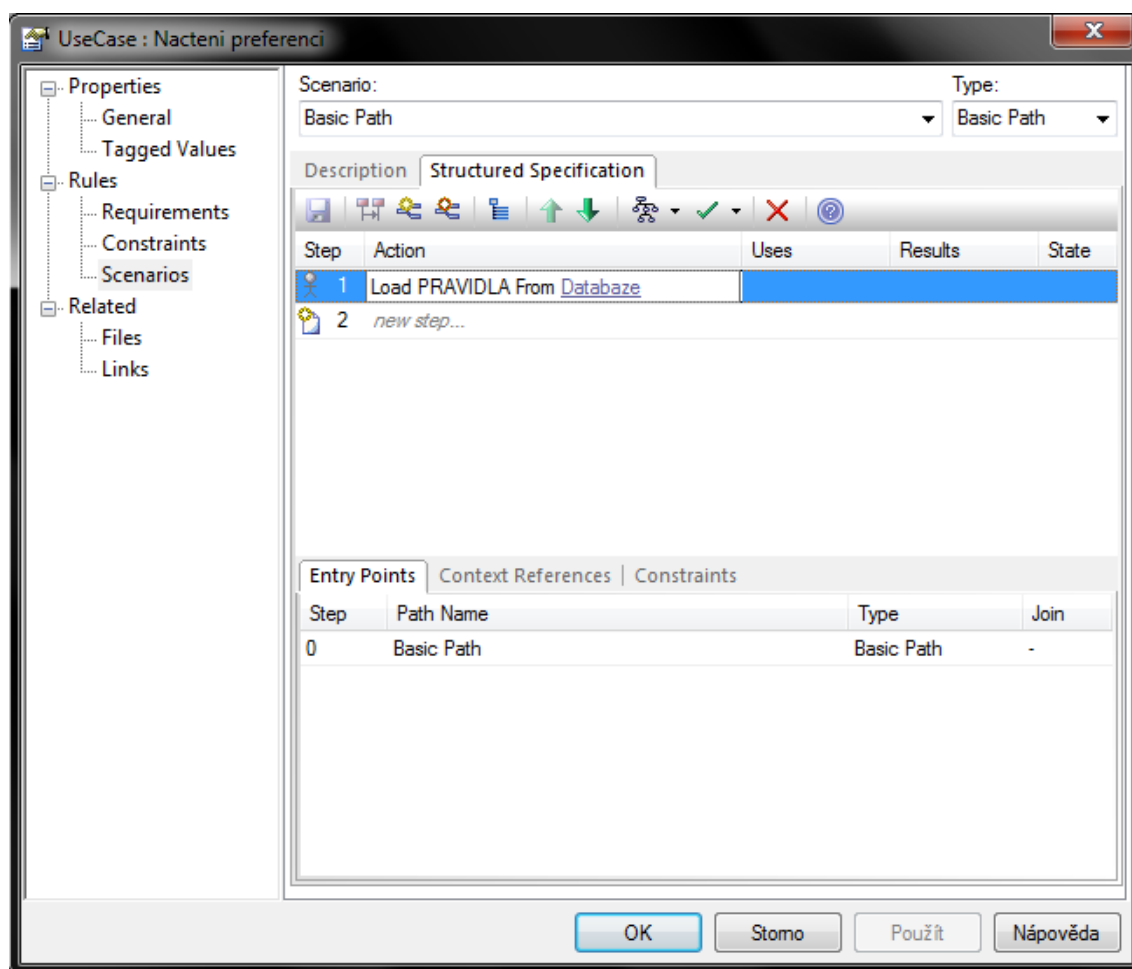 UseCase : Nacteni preferenci
Properties
General
Tagged Values
Rules
Requirements
Constraints
Scenarios
Related
Files
Links
Scenario: Type:
Basic Path Basic Path
Description Structured Specification
Step Action Uses Results State
1 Load PRAVIDLA From Databaze
2 new step...
Entry Points Context References Constraints
Step Path Name Type Join
0 Basic Path Basic Path -
OK Storno Použít Nápověda